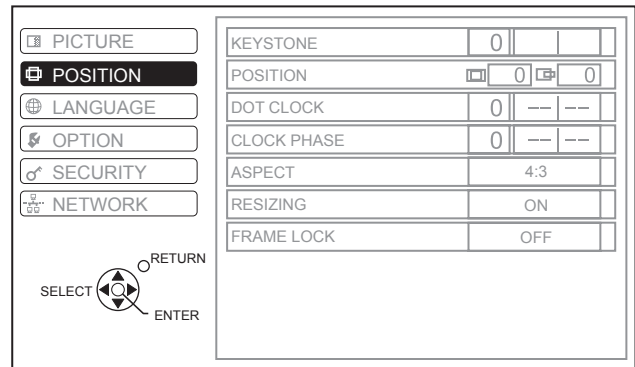 PICTURE
POSITION
LANGUAGE
OPTION
SECURITY
NETWORK
RETURN
SELECT
ENTER
KEYSTONE 0
POSITION 0 0
DOT CLOCK 0 -- --
CLOCK PHASE 0 -- --
ASPECT 4:3
RESIZING ON
FRAME LOCK OFF